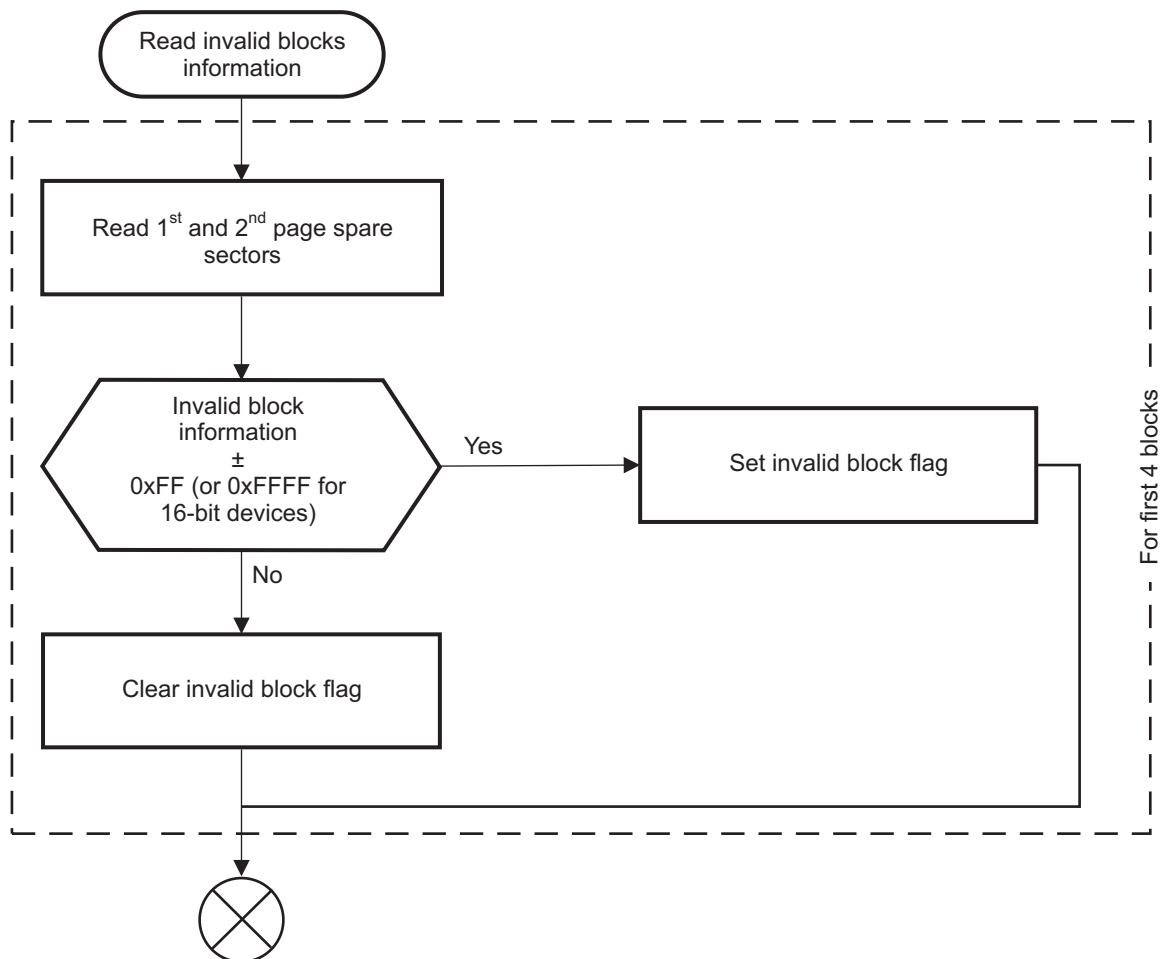 Read invalid blocks
information
Read 1st and 2nd page spare
sectors
Invalid block
information
±
0xFF (or 0xFFFF for
16-bit devices)
Yes
Set invalid block flag
No
Clear invalid block flag
For first 4 blocks